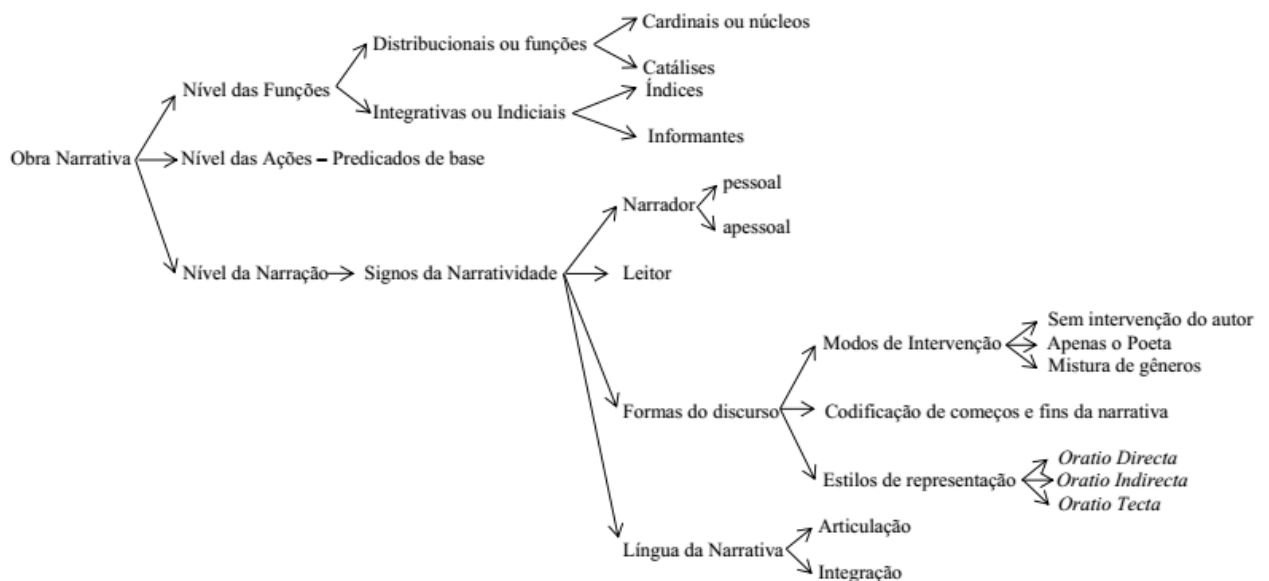 Cardinais ou núcleos
Distribucionais ou funções
Catálises
Nível das Funções
Índices
Integrativas ou Indiciais
Informantes
Obra Narrativa
Nível das Ações – Predicados de base
pessoal
Narrador
apessoal
Nível da Narração
Signos da Narratividade
Leitor
Sem intervenção do autor
Modos de Intervenção
Apenas o Poeta
Mistura de gêneros
Formas do discurso
Codificação de começos e fins da narrativa
Oratio Directa
Estilos de representação
Oratio Indirecta
Oratio Tecta
Articulação
Língua da Narrativa
Integração